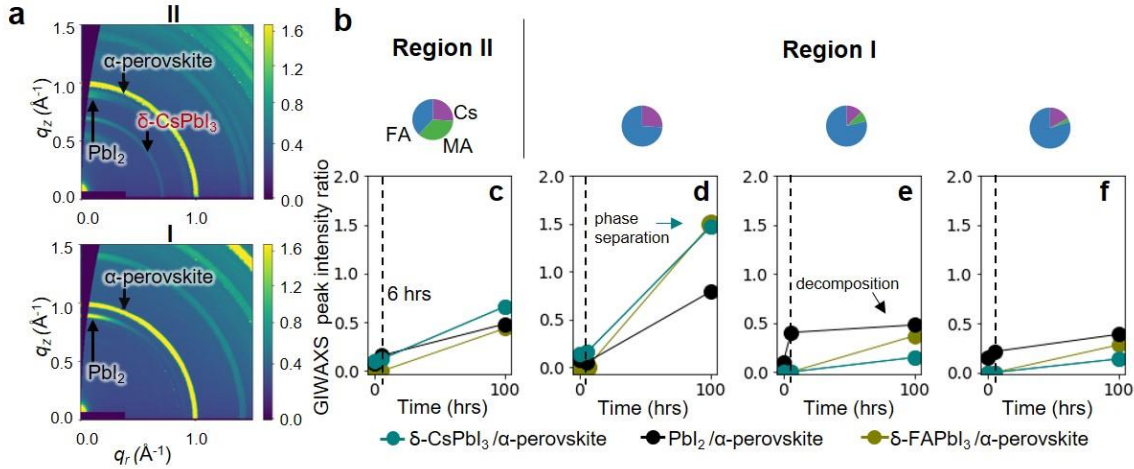 a
II
1.5
1.0
0.5
0.0
q_z (Å⁻¹)
α-perovskite
δ-CsPbI₃
PbI₂
0.0
1.0
1.6
1.2
0.8
0.4
0.0
I
1.5
1.0
0.5
0.0
q_z (Å⁻¹)
α-perovskite
PbI₂
0.0
1.0
q_r (Å⁻¹)
1.6
1.2
0.8
0.4
0.0
b
Region II
Region I
Cs
FA
MA
GIWAXS peak intensity ratio
c
2.0
1.5
1.0
0.5
0.0
6 hrs
0
100
Time (hrs)
d
2.0
1.5
1.0
0.5
0.0
phase
separation
0
100
Time (hrs)
e
2.0
1.5
1.0
0.5
0.0
decomposition
0
100
Time (hrs)
f
2.0
1.5
1.0
0.5
0.0
0
100
Time (hrs)
δ-CsPbI₃/α-perovskite
PbI₂/α-perovskite
δ-FAPbI₃/α-perovskite